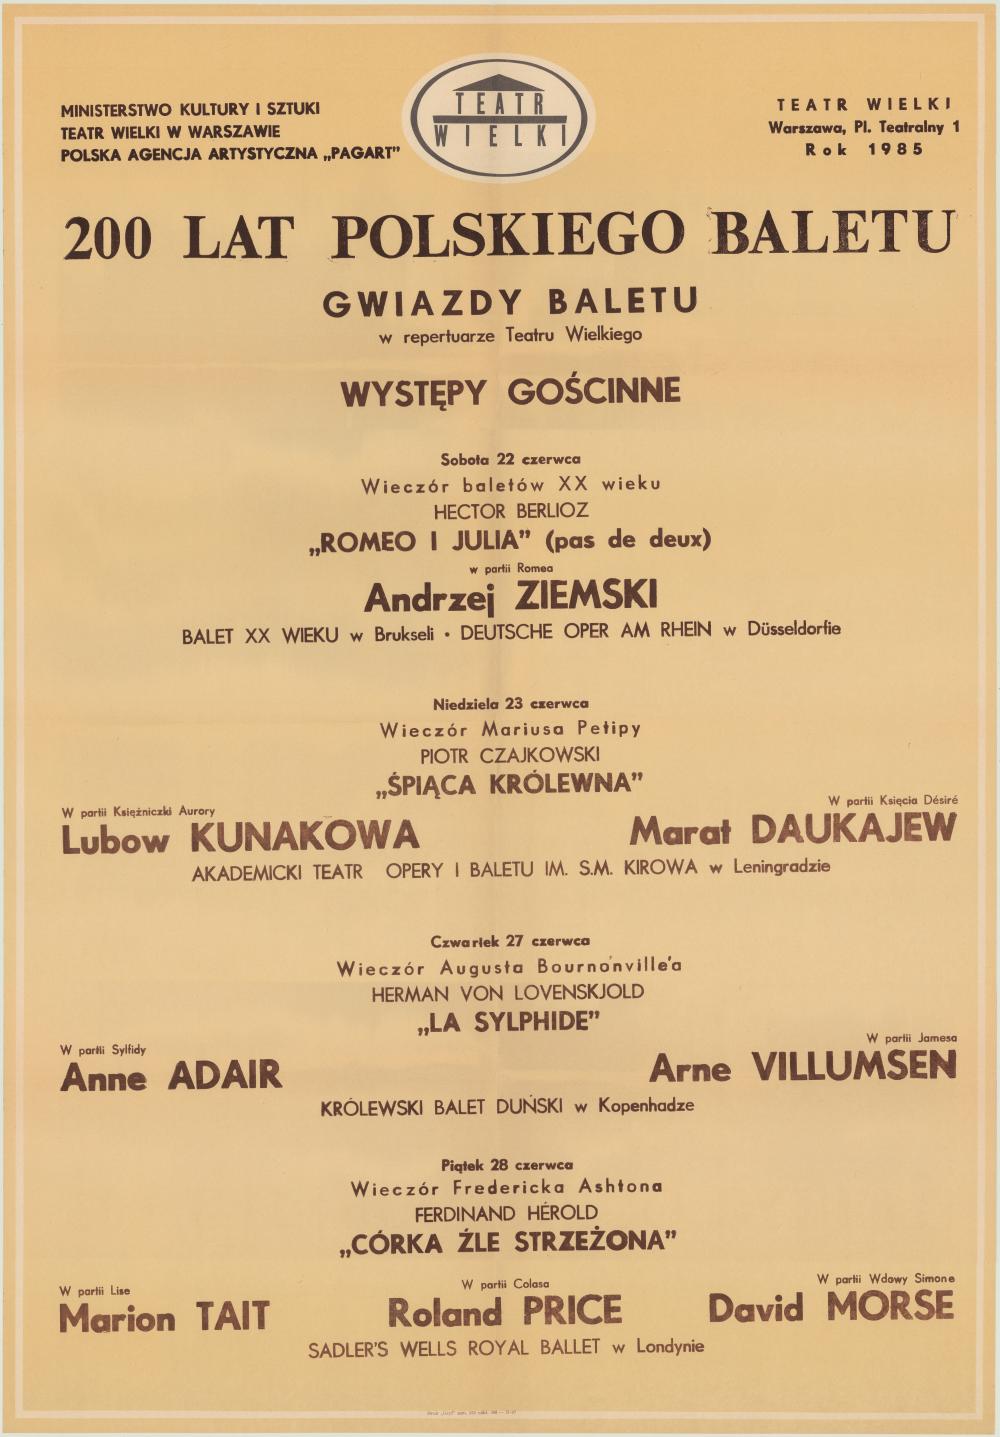 MINISTERSTWO KULTURY I SZTUKI
TEATR WIELKI W WARSZAWIE
POLSKA AGENCJA ARTYSTYCZNA „PAGART”
TEATR
WIELKI
TEATR WIELKI
Warszawa, Pl. Teatralny 1
Rok 1985
200 LAT POLSKIEGO BALETU
GWIAZDY BALETU
w repertuarze Teatru Wielkiego
WYSTĘPY GOŚCINNE
Sobota 22 czerwca
Wieczór baletów XX wieku
HECTOR BERLIOZ
„ROMEO I JULIA” (pas de deux)
w partii Romea
Andrzej ZIEMSKI
BALET XX WIEKU w Brukseli • DEUTSCHE OPER AM RHEIN w Düsseldorfie
Niedziela 23 czerwca
Wieczór Mariusa Petipy
PIOTR CZAJKOWSKI
„ŚPIĄCA KRÓLEWNA”
W partii Księżniczki Aurory
Lubow KUNAKOWA
W partii Księcia Désiré
Marat DAUKAJEW
AKADEMICKI TEATR OPERY I BALETU IM. S.M. KIROWA w Leningradzie
Czwartek 27 czerwca
Wieczór Augusta Bournonville'a
HERMAN VON LOVENSKJOLD
„LA SYLPHIDE”
W partii Sylfidy
Anne ADAIR
W partii Jamesa
Arne VILLUMSEN
KRÓLEWSKI BALET DUŃSKI w Kopenhadze
Piątek 28 czerwca
Wieczór Fredericka Ashtona
FERDINAND HÉROLD
„CÓRKA ŹLE STRZEŻONA”
W partii Lise
Marion TAIT
W partii Colasa
Roland PRICE
W partii Wdowy Simone
David MORSE
SADLER'S WELLS ROYAL BALLET w Londynie